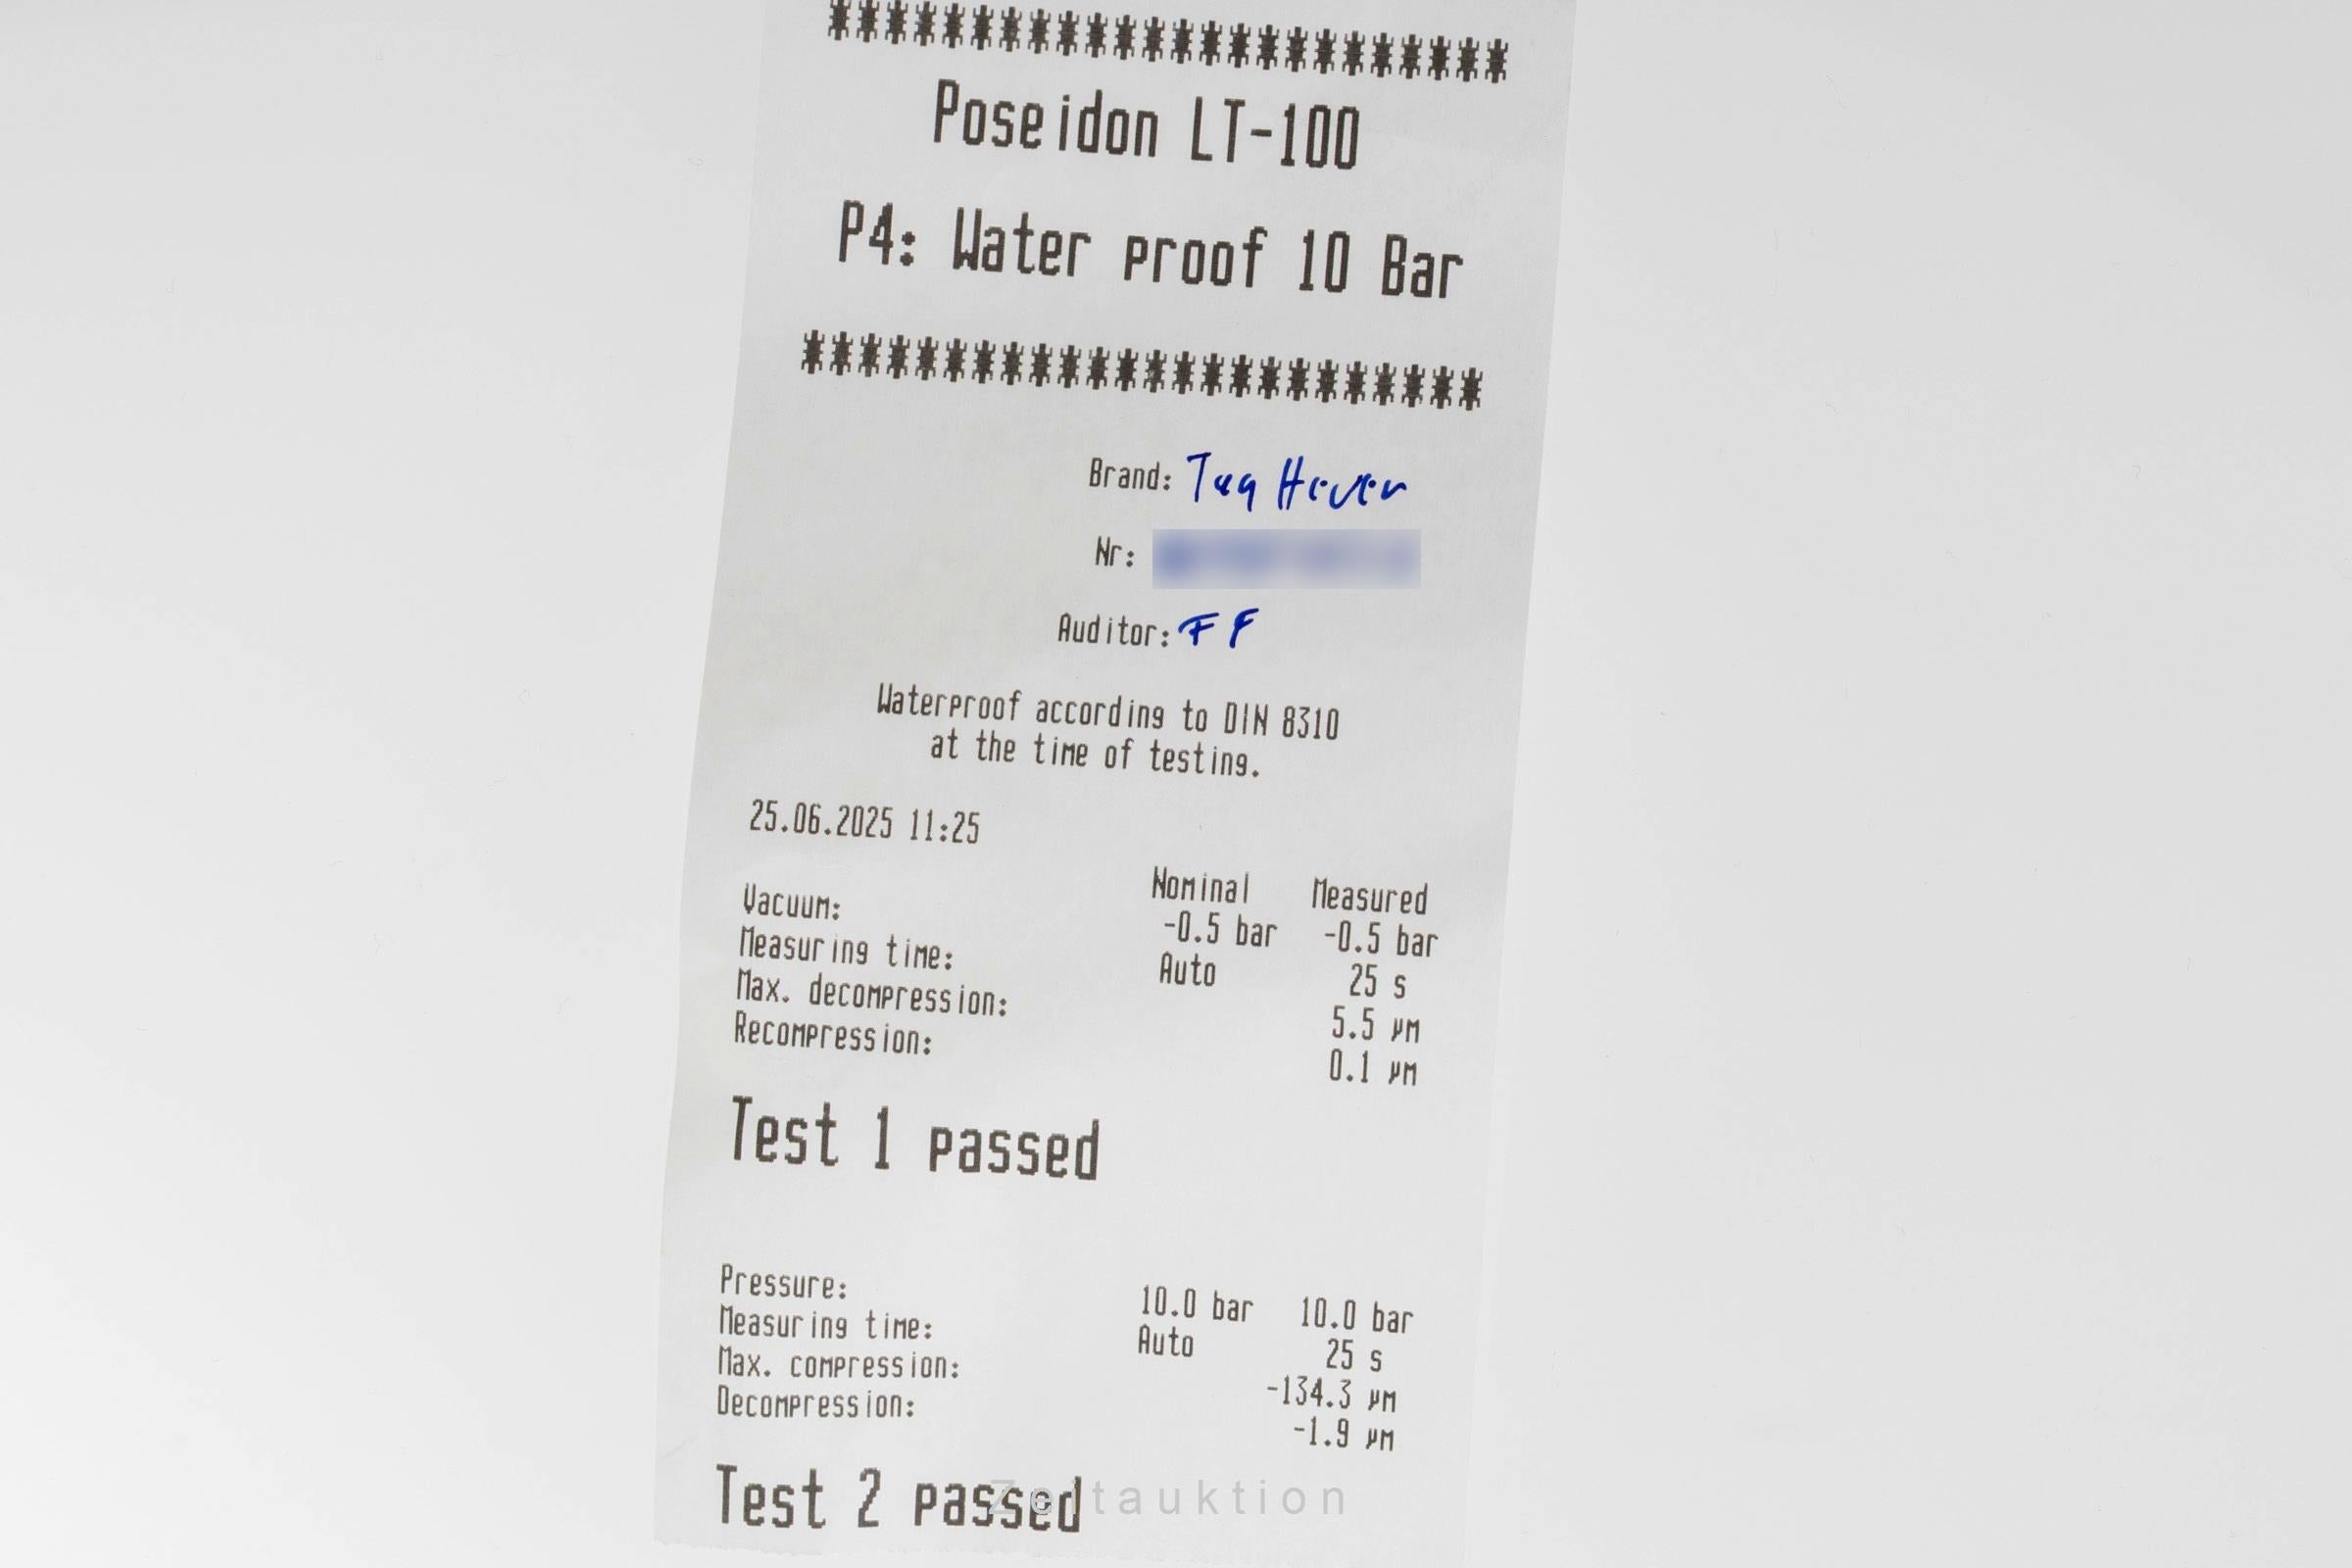 ************************
Poseidon LT-100
P4: Water proof 10 Bar
************************
Brand: Tag Heuer
Nr:
Auditor: FF
Waterproof according to DIN 8310
at the time of testing.
25.06.2025 11:25
Nominal Measured
Vacuum: -0.5 bar -0.5 bar
Measuring time: Auto 25 s
Max. decompression: 5.5 µm
Recompression: 0.1 µm
Test 1 passed
Pressure: 10.0 bar 10.0 bar
Measuring time: Auto 25 s
Max. compression: -134.3 µm
Decompression: -1.9 µm
Test 2 passed
Zeitauktion